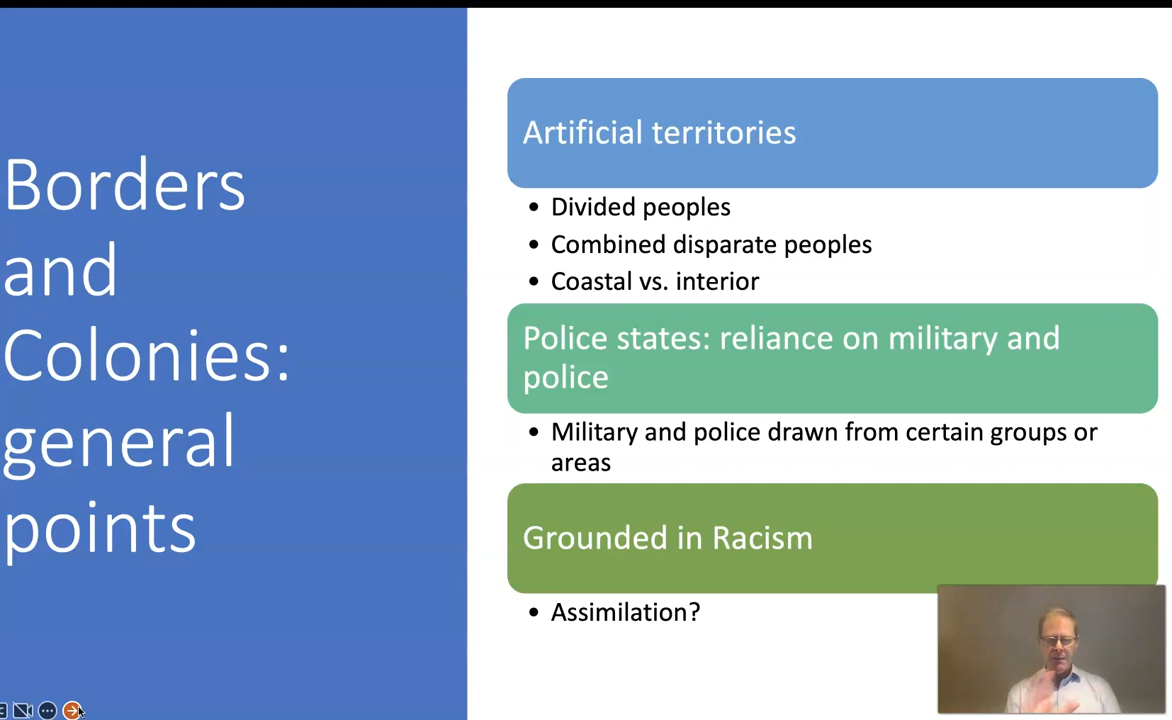 Borders
and
Colonies:
general
points
Artificial territories
• Divided peoples
• Combined disparate peoples
• Coastal vs. interior
Police states: reliance on military and
police
• Military and police drawn from certain groups or
areas
Grounded in Racism
• Assimilation?